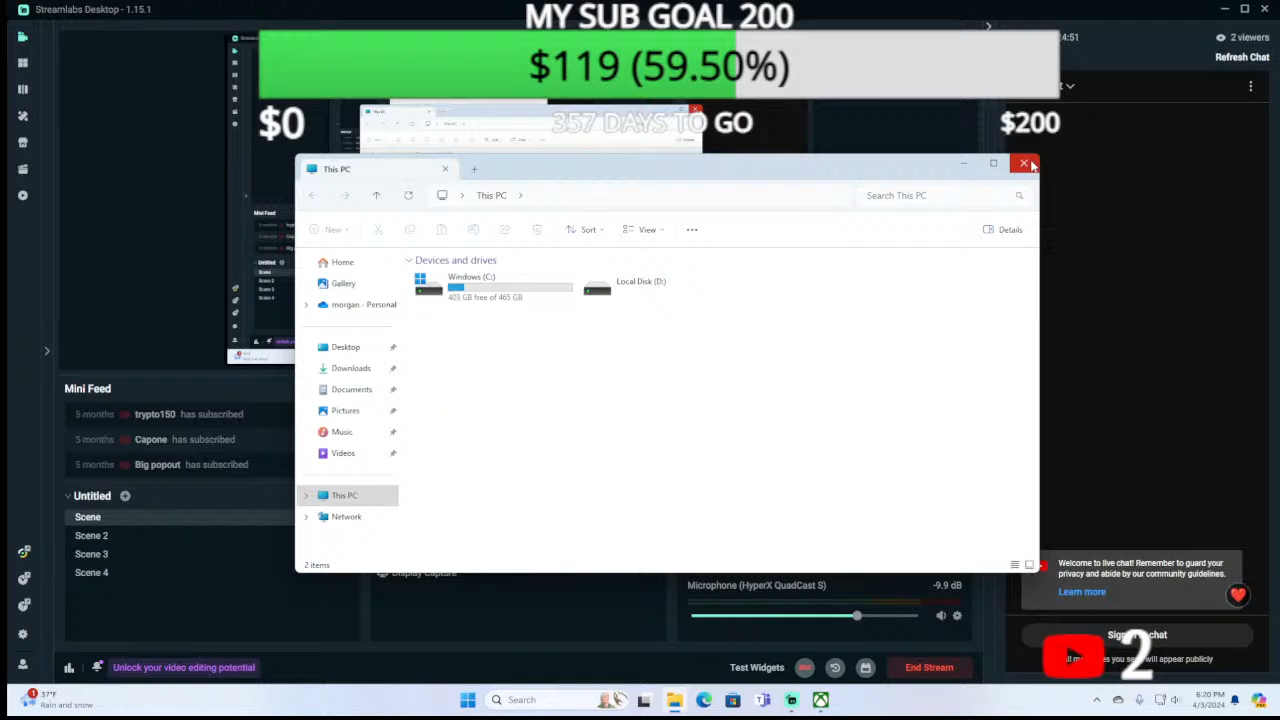 Streamlabs Desktop - 1.15.1
MY SUB GOAL 200
$119 (59.50%)
$0
357 DAYS TO GO
$200
24:51
2 viewers
Refresh Chat
This PC
This PC
Search This PC
New
Sort
View
Details
Home
Gallery
morgan - Personal
Desktop
Downloads
Documents
Pictures
Music
Videos
This PC
Network
2 items
Devices and drives
Windows (C:)
403 GB free of 465 GB
Local Disk (D:)
Mini Feed
5 months trypto150 has subscribed
5 months Capone has subscribed
5 months Big popout has subscribed
Untitled
Scene
Scene 2
Scene 3
Scene 4
Display Capture
Microphone (HyperX QuadCast S)
-9.9 dB
Welcome to live chat! Remember to guard your
privacy and abide by our community guidelines.
Learn more
2
Unlock your video editing potential
Test Widgets
REC
End Stream
37°F
Rain and snow
1
Search
6:20 PM
4/3/2024